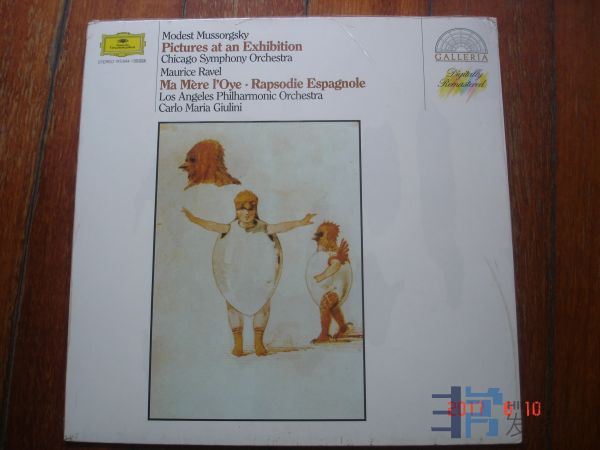 Modest Mussorgsky
Pictures at an Exhibition
Chicago Symphony Orchestra
Maurice Ravel
Ma Mère l'Oye · Rapsodie Espagnole
Los Angeles Philharmonic Orchestra
Carlo Maria Giulini
GALLERIA
Digitally
Remastered
STEREO